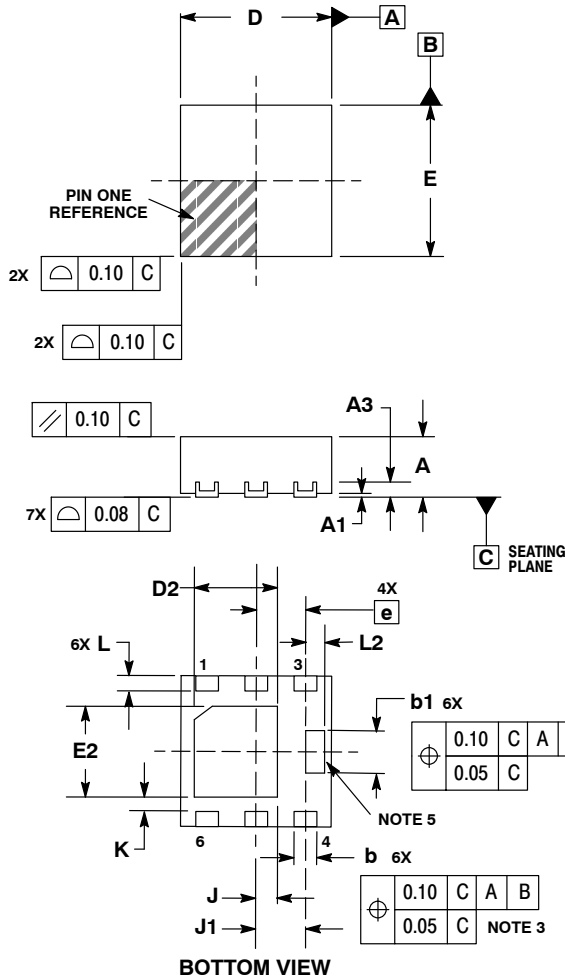 D
A
B
E
PIN ONE
REFERENCE
2X 0.10 C
2X 0.10 C
// 0.10 C
A3
A
7X 0.08 C
A1
C SEATING
PLANE
D2
4X
e
6X L
L2
1 3
b1 6X
0.10 C A
0.05 C
E2
NOTE 5
K
6 4
b 6X
J
0.10 C A B
0.05 C NOTE 3
J1
BOTTOM VIEW